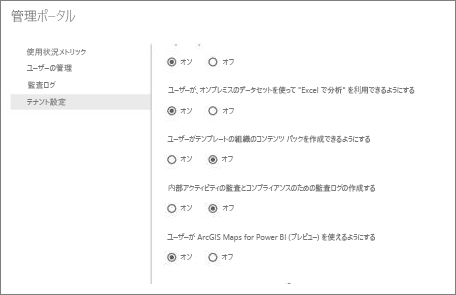 管理ポータル
使用状況メトリック
ユーザーの管理
監査ログ
テナント設定
オン オフ
ユーザーが、オンプレミスのデータセットを使って "Excel で分析" を利用できるようにする
オン オフ
ユーザーがテンプレートの組織のコンテンツ パックを作成できるようにする
オン オフ
内部アクティビティの監査とコンプライアンスのための監査ログの作成する
オン オフ
ユーザーが ArcGIS Maps for Power BI (プレビュー) を使えるようにする
オン オフ